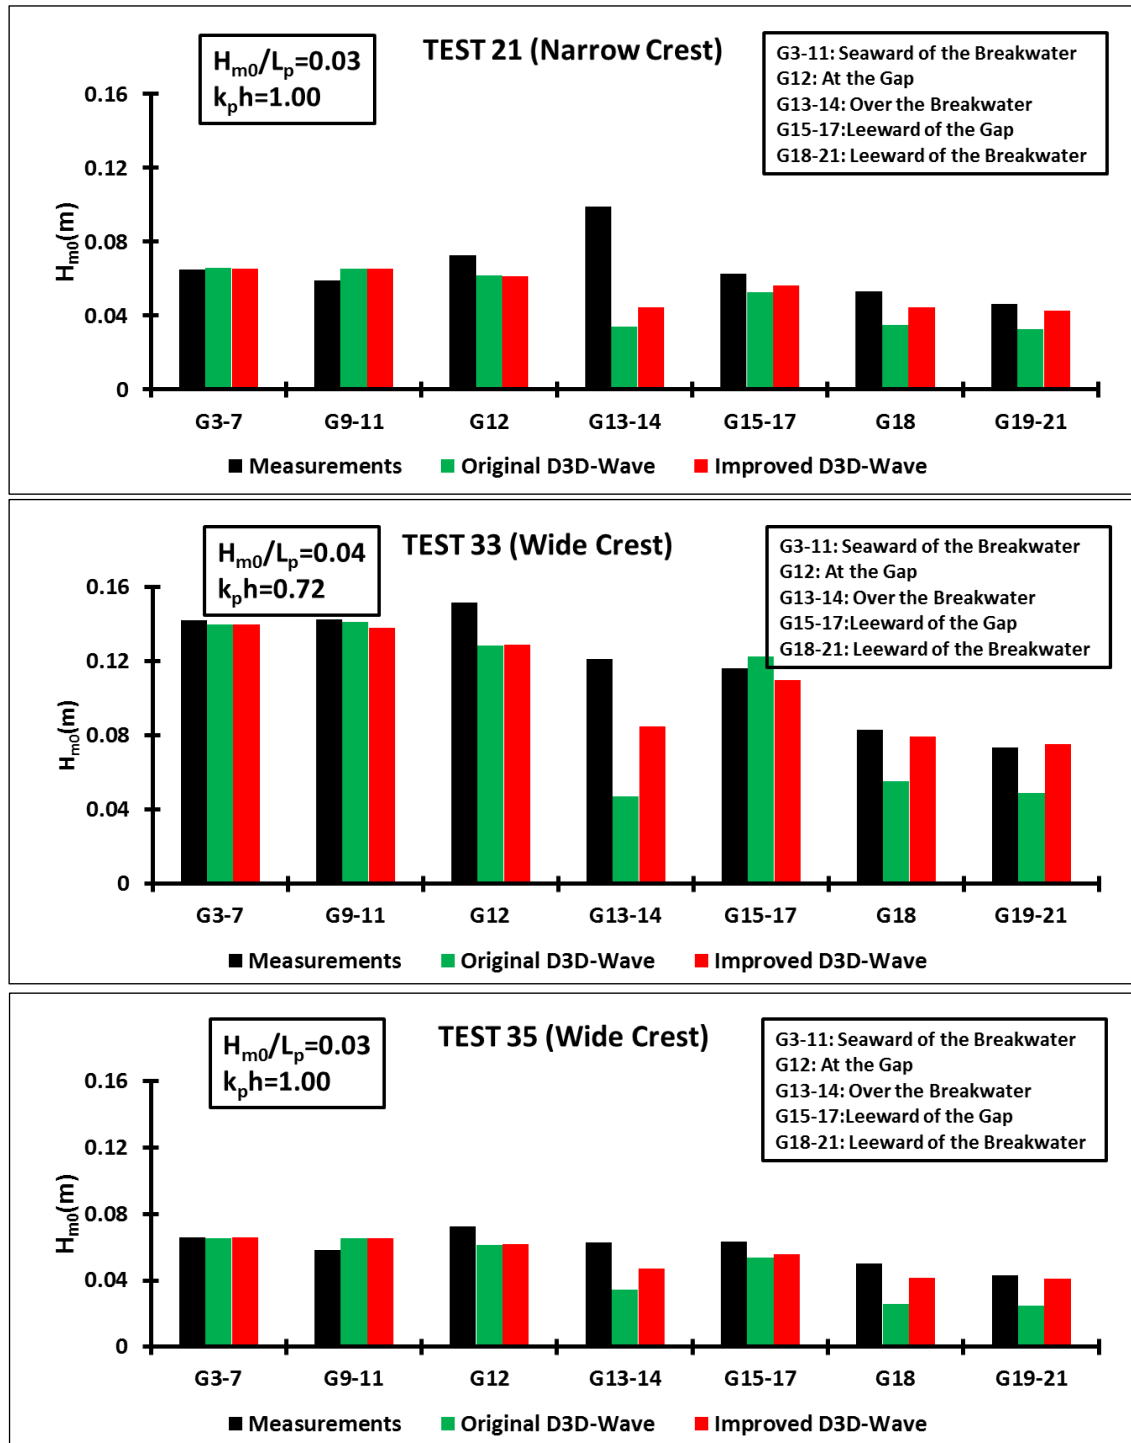 TEST 21 (Narrow Crest)
Hm0/Lp=0.03
kph=1.00
G3-11: Seaward of the Breakwater
G12: At the Gap
G13-14: Over the Breakwater
G15-17:Leeward of the Gap
G18-21: Leeward of the Breakwater
Hm0(m)
0.16
0.12
0.08
0.04
0
G3-7 G9-11 G12 G13-14 G15-17 G18 G19-21
Measurements Original D3D-Wave Improved D3D-Wave
TEST 33 (Wide Crest)
Hm0/Lp=0.04
kph=0.72
G3-11: Seaward of the Breakwater
G12: At the Gap
G13-14: Over the Breakwater
G15-17: Leeward of the Gap
G18-21: Leeward of the Breakwater
Hm0(m)
0.16
0.12
0.08
0.04
0
G3-7 G9-11 G12 G13-14 G15-17 G18 G19-21
Measurements Original D3D-Wave Improved D3D-Wave
TEST 35 (Wide Crest)
Hm0/Lp=0.03
kph=1.00
G3-11: Seaward of the Breakwater
G12: At the Gap
G13-14: Over the Breakwater
G15-17:Leeward of the Gap
G18-21: Leeward of the Breakwater
Hm0(m)
0.16
0.12
0.08
0.04
0
G3-7 G9-11 G12 G13-14 G15-17 G18 G19-21
Measurements Original D3D-Wave Improved D3D-Wave